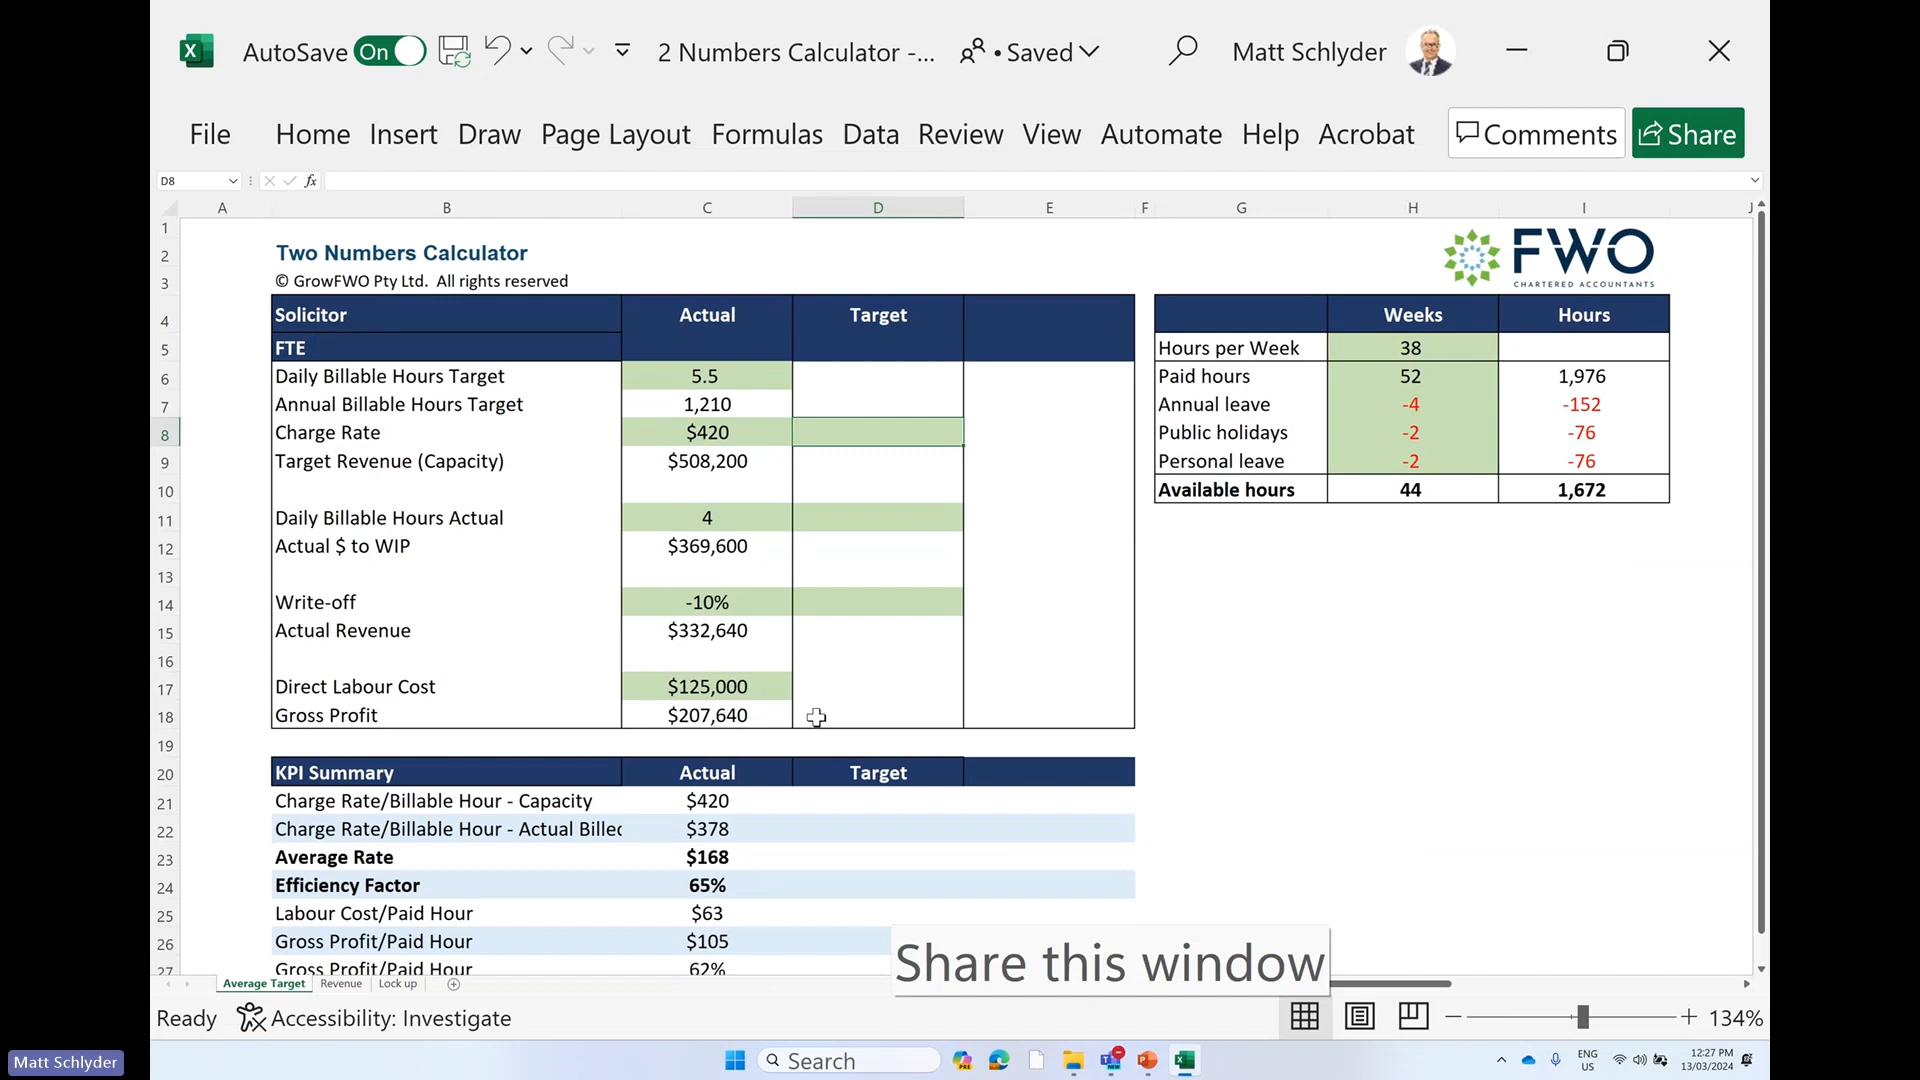 AutoSave On 2 Numbers Calculator -... • Saved Matt Schlyder
File Home Insert Draw Page Layout Formulas Data Review View Automate Help Acrobat Comments Share
D8 fx
A B C D E F G H I J
1
2 Two Numbers Calculator FWO
CHARTERED ACCOUNTANTS
3 © GrowFWO Pty Ltd. All rights reserved
4 Solicitor Actual Target Weeks Hours
5 FTE Hours per Week 38
6 Daily Billable Hours Target 5.5 Paid hours 52 1,976
7 Annual Billable Hours Target 1,210 Annual leave -4 -152
8 Charge Rate $420 Public holidays -2 -76
9 Target Revenue (Capacity) $508,200 Personal leave -2 -76
10 Available hours 44 1,672
11 Daily Billable Hours Actual 4
12 Actual $ to WIP $369,600
13
14 Write-off -10%
15 Actual Revenue $332,640
16
17 Direct Labour Cost $125,000
18 Gross Profit $207,640
19
20 KPI Summary Actual Target
21 Charge Rate/Billable Hour - Capacity $420
22 Charge Rate/Billable Hour - Actual Billed $378
23 Average Rate $168
24 Efficiency Factor 65%
25 Labour Cost/Paid Hour $63
26 Gross Profit/Paid Hour $105
27 Gross Profit/Paid Hour 62%
Share this window
Average Target Revenue Lock up
Ready Accessibility: Investigate 134%
Matt Schlyder
Search
PRE
NEW
ENG
US
12:27 PM
13/03/2024